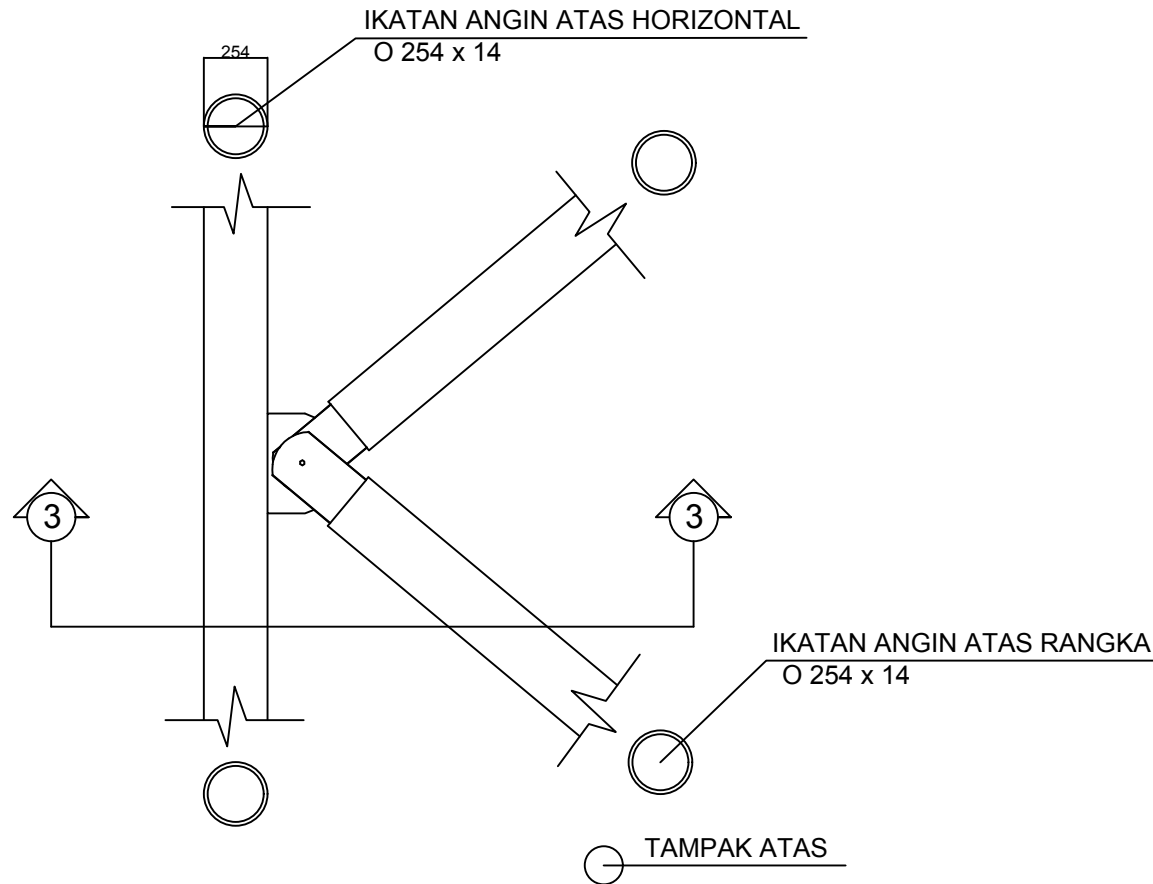 IKATAN ANGIN ATAS HORIZONTAL
O 254 x 14
254
3
3
IKATAN ANGIN ATAS RANGKA
O 254 x 14
TAMPAK ATAS